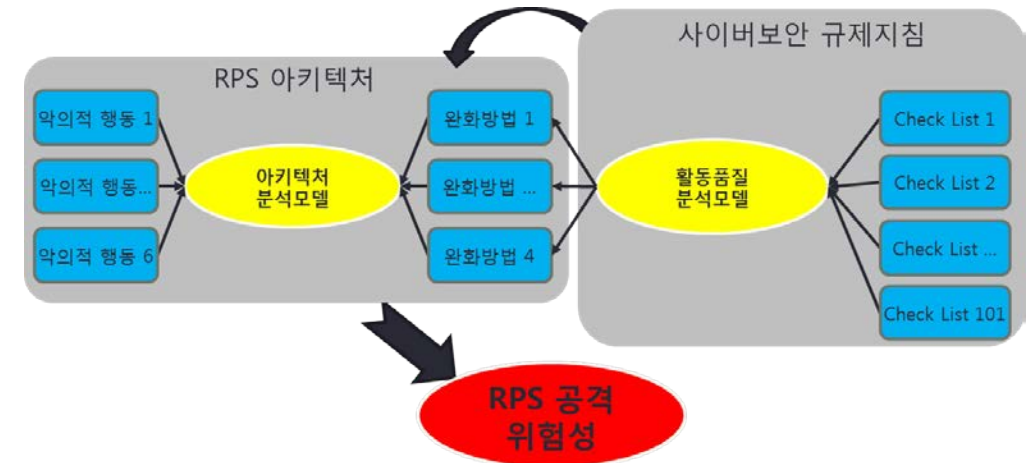 사이버보안 규제지침
RPS 아키텍처
악의적 행동 1
악의적 행동...
악의적 행동 6
아키텍처
분석모델
완화방법 1
완화방법 ...
완화방법 4
활동품질
분석모델
Check List 1
Check List 2
Check List ...
Check List 101
RPS 공격
위험성